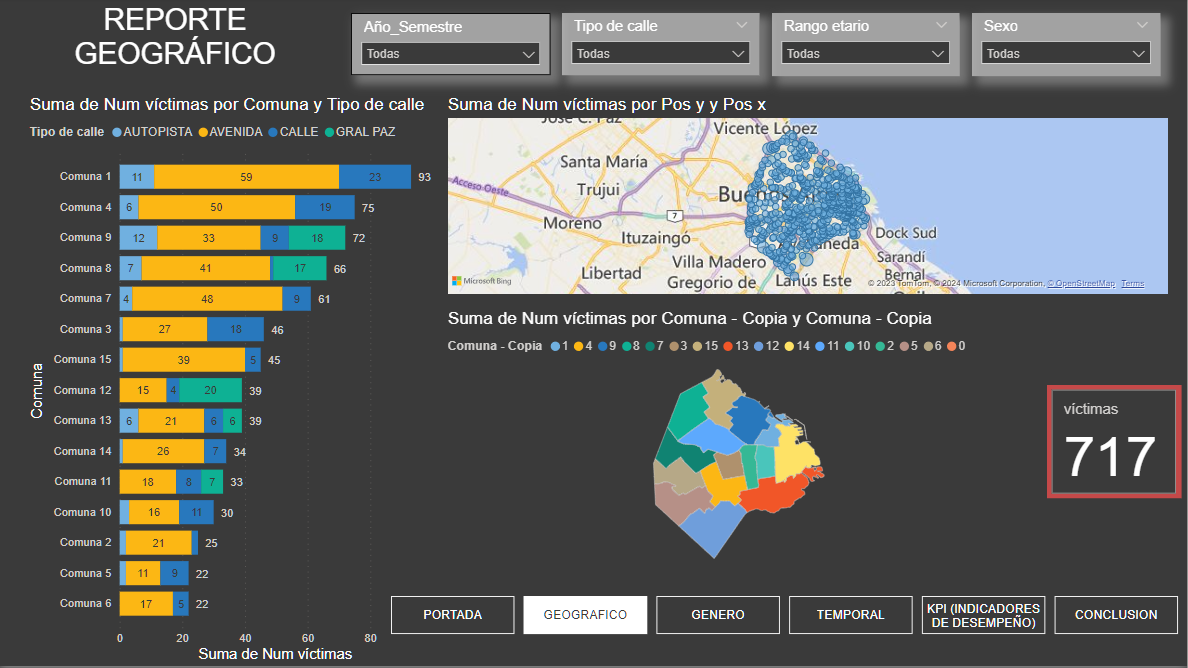 REPORTE
GEOGRÁFICO
Año_Semestre
Todas
Tipo de calle
Todas
Rango etario
Todas
Sexo
Todas
Suma de Num víctimas por Comuna y Tipo de calle
Tipo de calle AUTOPISTA AVENIDA CALLE GRAL PAZ
Comuna
Comuna 1 11 59 23 93
Comuna 4 6 50 19 75
Comuna 9 12 33 9 18 72
Comuna 8 7 41 17 66
Comuna 7 4 48 9 61
Comuna 3 27 18 46
Comuna 15 39 5 45
Comuna 12 15 4 20 39
Comuna 13 6 21 6 6 39
Comuna 14 26 7 34
Comuna 11 18 8 7 33
Comuna 10 16 11 30
Comuna 2 21 25
Comuna 5 11 9 22
Comuna 6 17 5 22
0 20 40 60 80
Suma de Num víctimas
Suma de Num víctimas por Pos y y Pos x
José C. Paz
Vicente López
Santa María
Acceso Oeste
Trujui
7
Moreno
Ituzaingó
Dock Sud
Villa Madero
Sarandi
Libertad
Bernal
Gregorio de
Lanús Este
Microsoft Bing
© 2023 TomTom, © 2024 Microsoft Corporation, © OpenStreetMap Terms
Suma de Num víctimas por Comuna - Copia y Comuna - Copia
Comuna - Copia 1 4 9 8 7 3 15 13 12 14 11 10 2 5 6 0
víctimas
717
PORTADA
GEOGRAFICO
GENERO
TEMPORAL
KPI (INDICADORES
DE DESEMPEÑO)
CONCLUSION